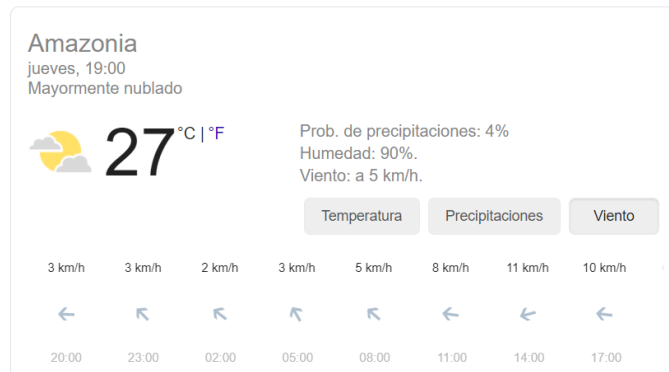 Amazonia
jueves, 19:00
Mayormente nublado
27 °C | °F
Prob. de precipitaciones: 4%
Humedad: 90%.
Viento: a 5 km/h.
Temperatura Precipitaciones Viento
3 km/h 3 km/h 2 km/h 3 km/h 5 km/h 8 km/h 11 km/h 10 km/h
20:00 23:00 02:00 05:00 08:00 11:00 14:00 17:00